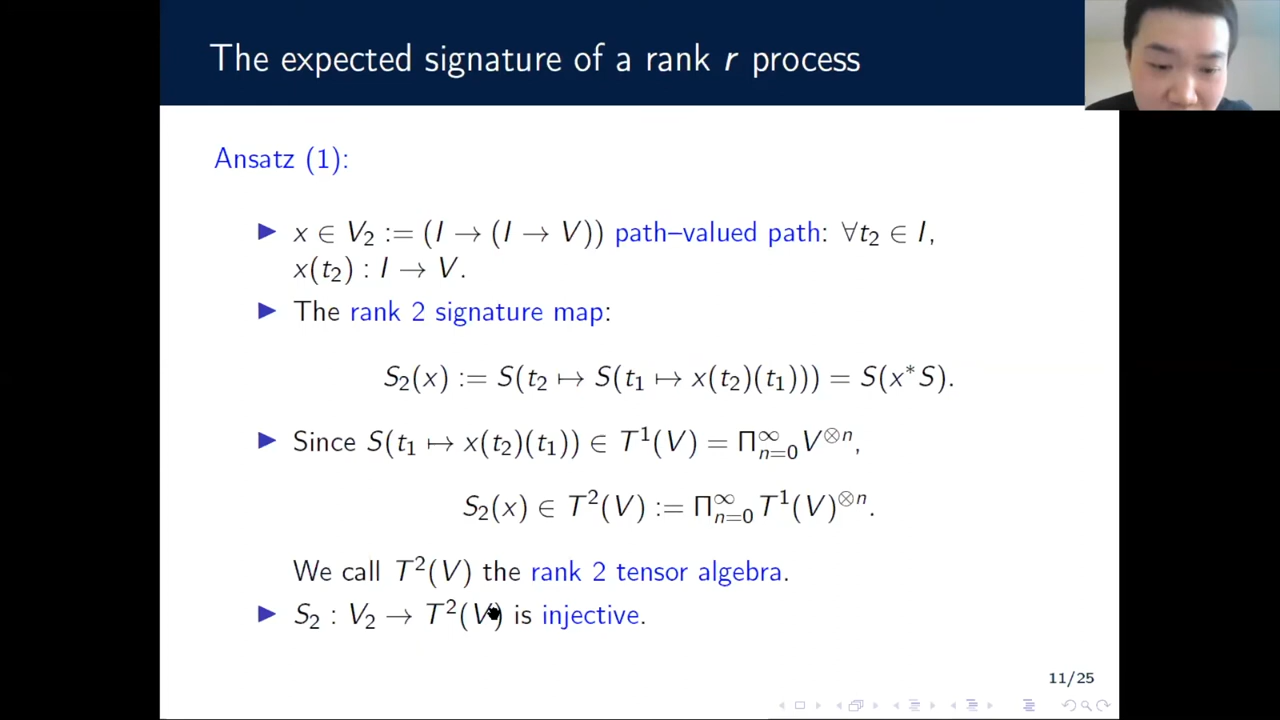 The expected signature of a rank r process
Ansatz (1):
▶ x ∈ V₂ := (I → (I → V)) path–valued path: ∀t₂ ∈ I,
x(t₂) : I → V.
▶ The rank 2 signature map:
S₂(x) := S(t₂ ↦ S(t₁ ↦ x(t₂)(t₁))) = S(x*S).
▶ Since S(t₁ ↦ x(t₂)(t₁)) ∈ T¹(V) = Π_{n=0}^{∞} V^{⊗n},
S₂(x) ∈ T²(V) := Π_{n=0}^{∞} T¹(V)^{⊗n}.
We call T²(V) the rank 2 tensor algebra.
▶ S₂ : V₂ → T²(V) is injective.
11/25